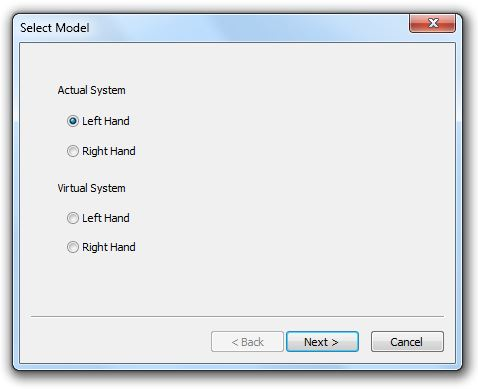 Select Model
Actual System
Left Hand
Right Hand
Virtual System
Left Hand
Right Hand
< Back Next > Cancel